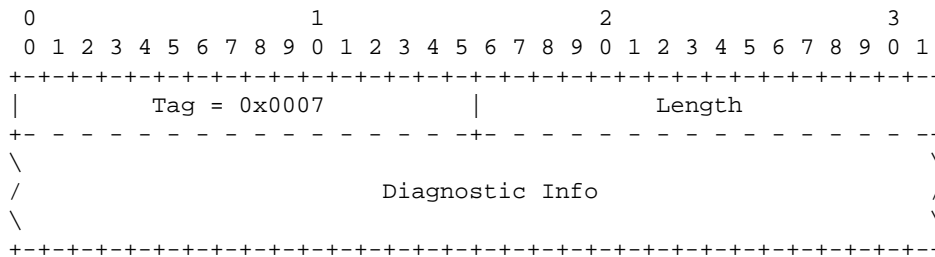 0                   1                   2                   3
 0 1 2 3 4 5 6 7 8 9 0 1 2 3 4 5 6 7 8 9 0 1 2 3 4 5 6 7 8 9 0 1
+-+-+-+-+-+-+-+-+-+-+-+-+-+-+-+-+-+-+-+-+-+-+-+-+-+-+-+-+-+-+-+-
|         Tag = 0x0007          |            Length
+- - - - - - - - - - - - - - - -+- - - - - - - - - - - - - - - --
\                                                               \
/                         Diagnostic Info                       /
\                                                               \
+-+-+-+-+-+-+-+-+-+-+-+-+-+-+-+-+-+-+-+-+-+-+-+-+-+-+-+-+-+-+-+-